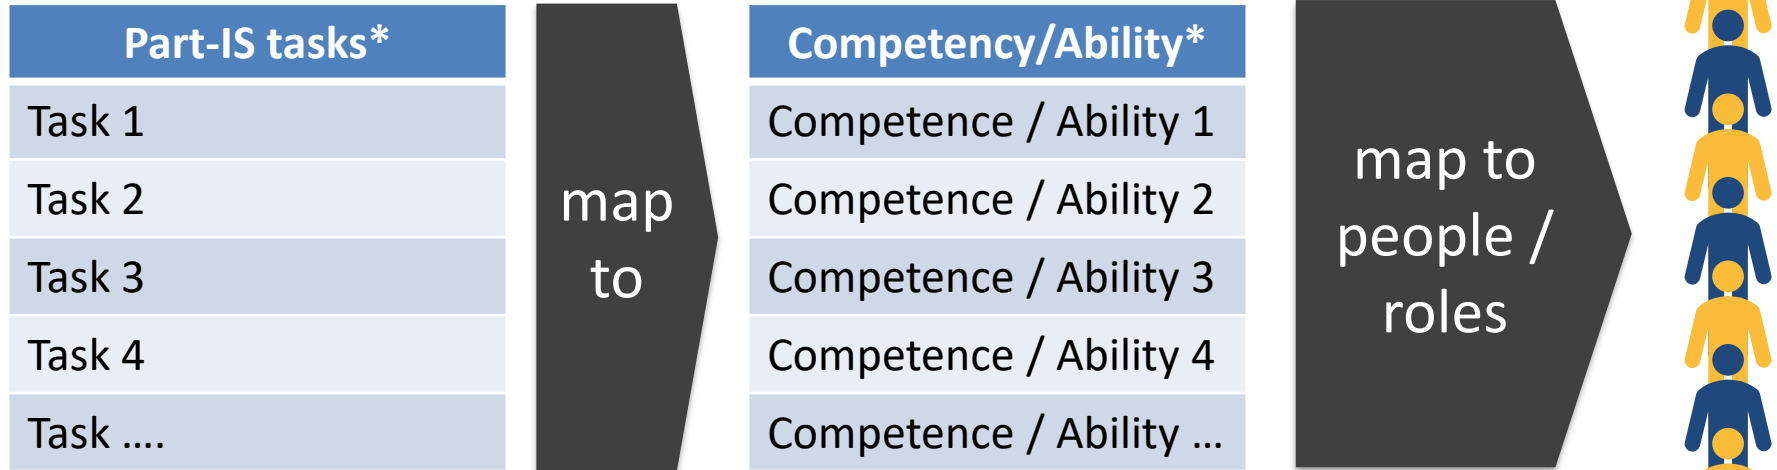 Part-IS tasks*
Task 1
Task 2
Task 3
Task 4
Task ....
map
to
Competency/Ability*
Competence / Ability 1
Competence / Ability 2
Competence / Ability 3
Competence / Ability 4
Competence / Ability ...
map to
people /
roles